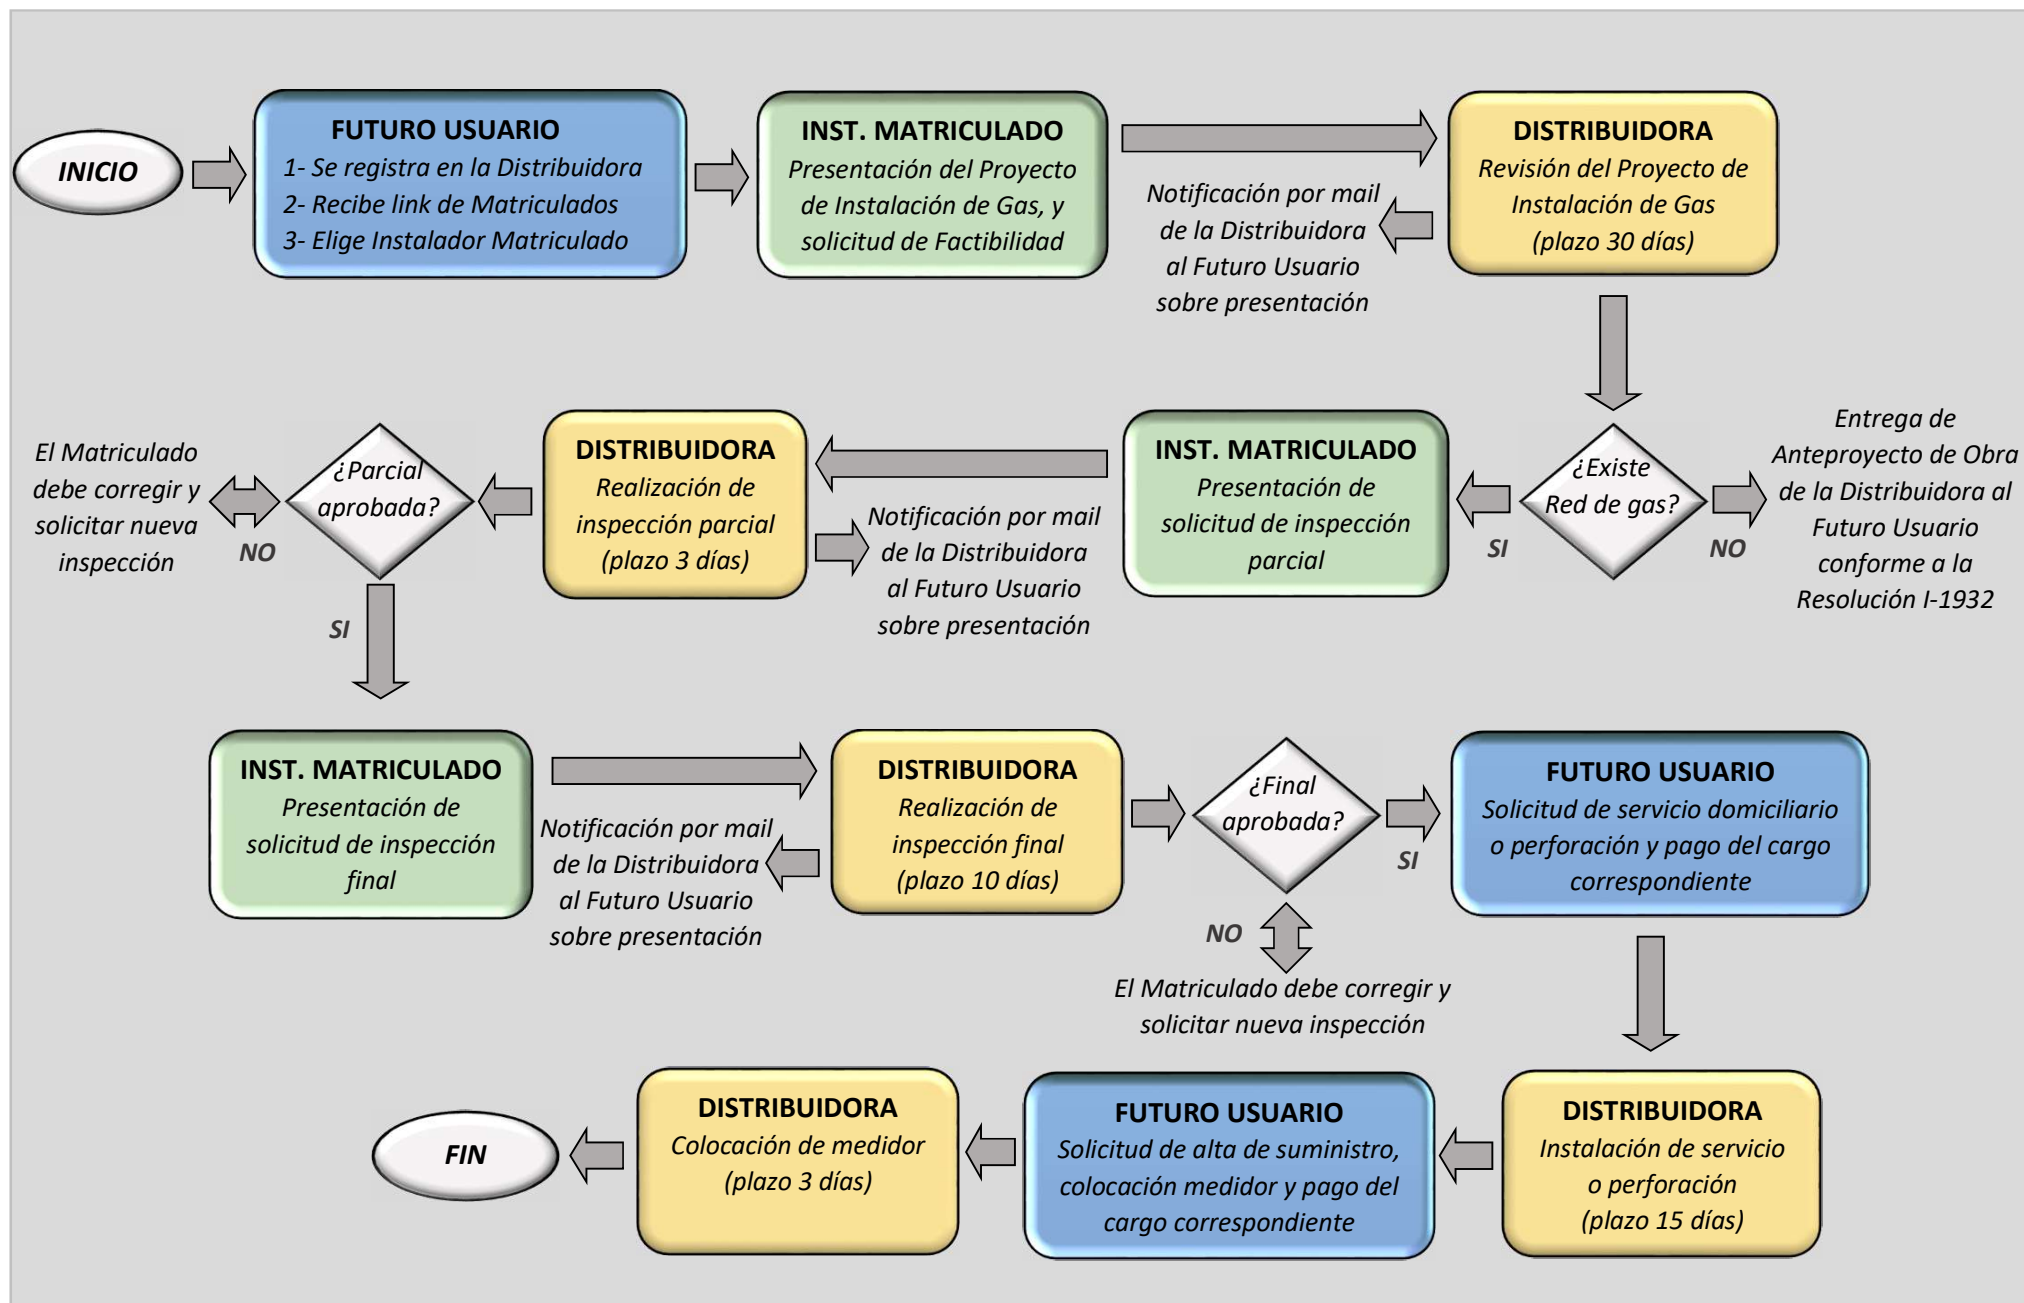 INICIO
FUTURO USUARIO
1- Se registra en la Distribuidora
2- Recibe link de Matriculados
3- Elige Instalador Matriculado
INST. MATRICULADO
Presentación del Proyecto
de Instalación de Gas, y
solicitud de Factibilidad
Notificación por mail
de la Distribuidora
al Futuro Usuario
sobre presentación
DISTRIBUIDORA
Revisión del Proyecto de
Instalación de Gas
(plazo 30 días)
¿Existe
Red de gas?
SI
NO
Entrega de
Anteproyecto de Obra
de la Distribuidora al
Futuro Usuario
conforme a la
Resolución I-1932
INST. MATRICULADO
Presentación de
solicitud de inspección
parcial
Notificación por mail
de la Distribuidora
al Futuro Usuario
sobre presentación
DISTRIBUIDORA
Realización de
inspección parcial
(plazo 3 días)
¿Parcial
aprobada?
NO
El Matriculado
debe corregir y
solicitar nueva
inspección
SI
INST. MATRICULADO
Presentación de
solicitud de inspección
final
Notificación por mail
de la Distribuidora
al Futuro Usuario
sobre presentación
DISTRIBUIDORA
Realización de
inspección final
(plazo 10 días)
¿Final
aprobada?
SI
NO
El Matriculado debe corregir y
solicitar nueva inspección
FUTURO USUARIO
Solicitud de servicio domiciliario
o perforación y pago del cargo
correspondiente
DISTRIBUIDORA
Instalación de servicio
o perforación
(plazo 15 días)
FUTURO USUARIO
Solicitud de alta de suministro,
colocación medidor y pago del
cargo correspondiente
DISTRIBUIDORA
Colocación de medidor
(plazo 3 días)
FIN